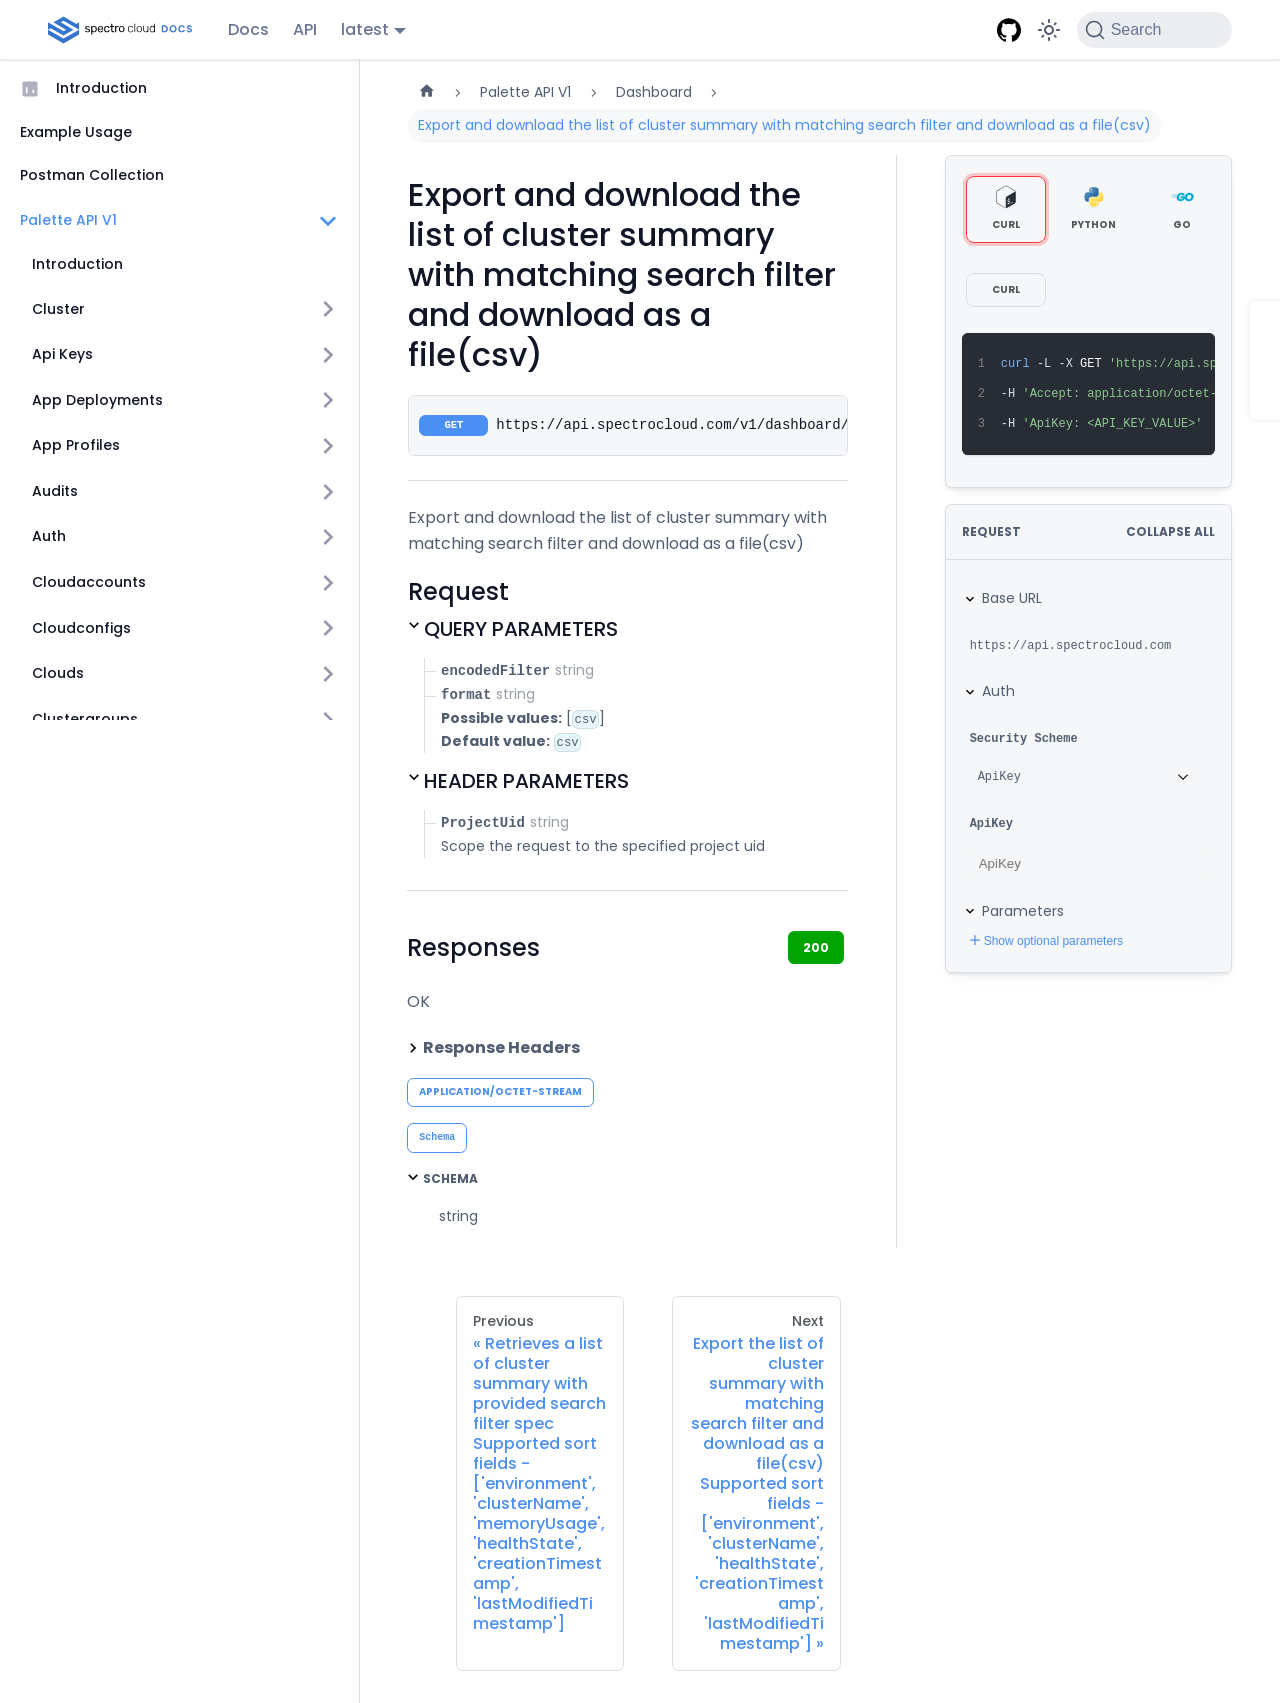 spectro cloud DOCS
Docs
API
latest
Search
Introduction
Example Usage
Postman Collection
Palette API V1
Introduction
Cluster
Api Keys
App Deployments
App Profiles
Audits
Auth
Cloudaccounts
Cloudconfigs
Clouds
Clustergroups
Palette API V1
Dashboard
Export and download the list of cluster summary with matching search filter and download as a file(csv)
Export and download the
list of cluster summary
with matching search filter
and download as a
file(csv)
GET https://api.spectrocloud.com/v1/dashboard/
Export and download the list of cluster summary with
matching search filter and download as a file(csv)
Request
QUERY PARAMETERS
encodedFilter string
format string
Possible values: [csv]
Default value: csv
HEADER PARAMETERS
ProjectUid string
Scope the request to the specified project uid
Responses
200
OK
Response Headers
APPLICATION/OCTET-STREAM
Schema
SCHEMA
string
CURL
PYTHON
GO
CURL
1 curl -L -X GET 'https://api.sp
2 -H 'Accept: application/octet-
3 -H 'ApiKey: <API_KEY_VALUE>'
REQUEST
COLLAPSE ALL
Base URL
https://api.spectrocloud.com
Auth
Security Scheme
ApiKey
ApiKey
ApiKey
Parameters
Show optional parameters
Previous
« Retrieves a list
of cluster
summary with
provided search
filter spec
Supported sort
fields -
['environment',
'clusterName',
'memoryUsage',
'healthState',
'creationTimest
amp',
'lastModifiedTi
mestamp']
Next
Export the list of
cluster
summary with
matching
search filter and
download as a
file(csv)
Supported sort
fields -
['environment',
'clusterName',
'healthState',
'creationTimest
amp',
'lastModifiedTi
mestamp'] »